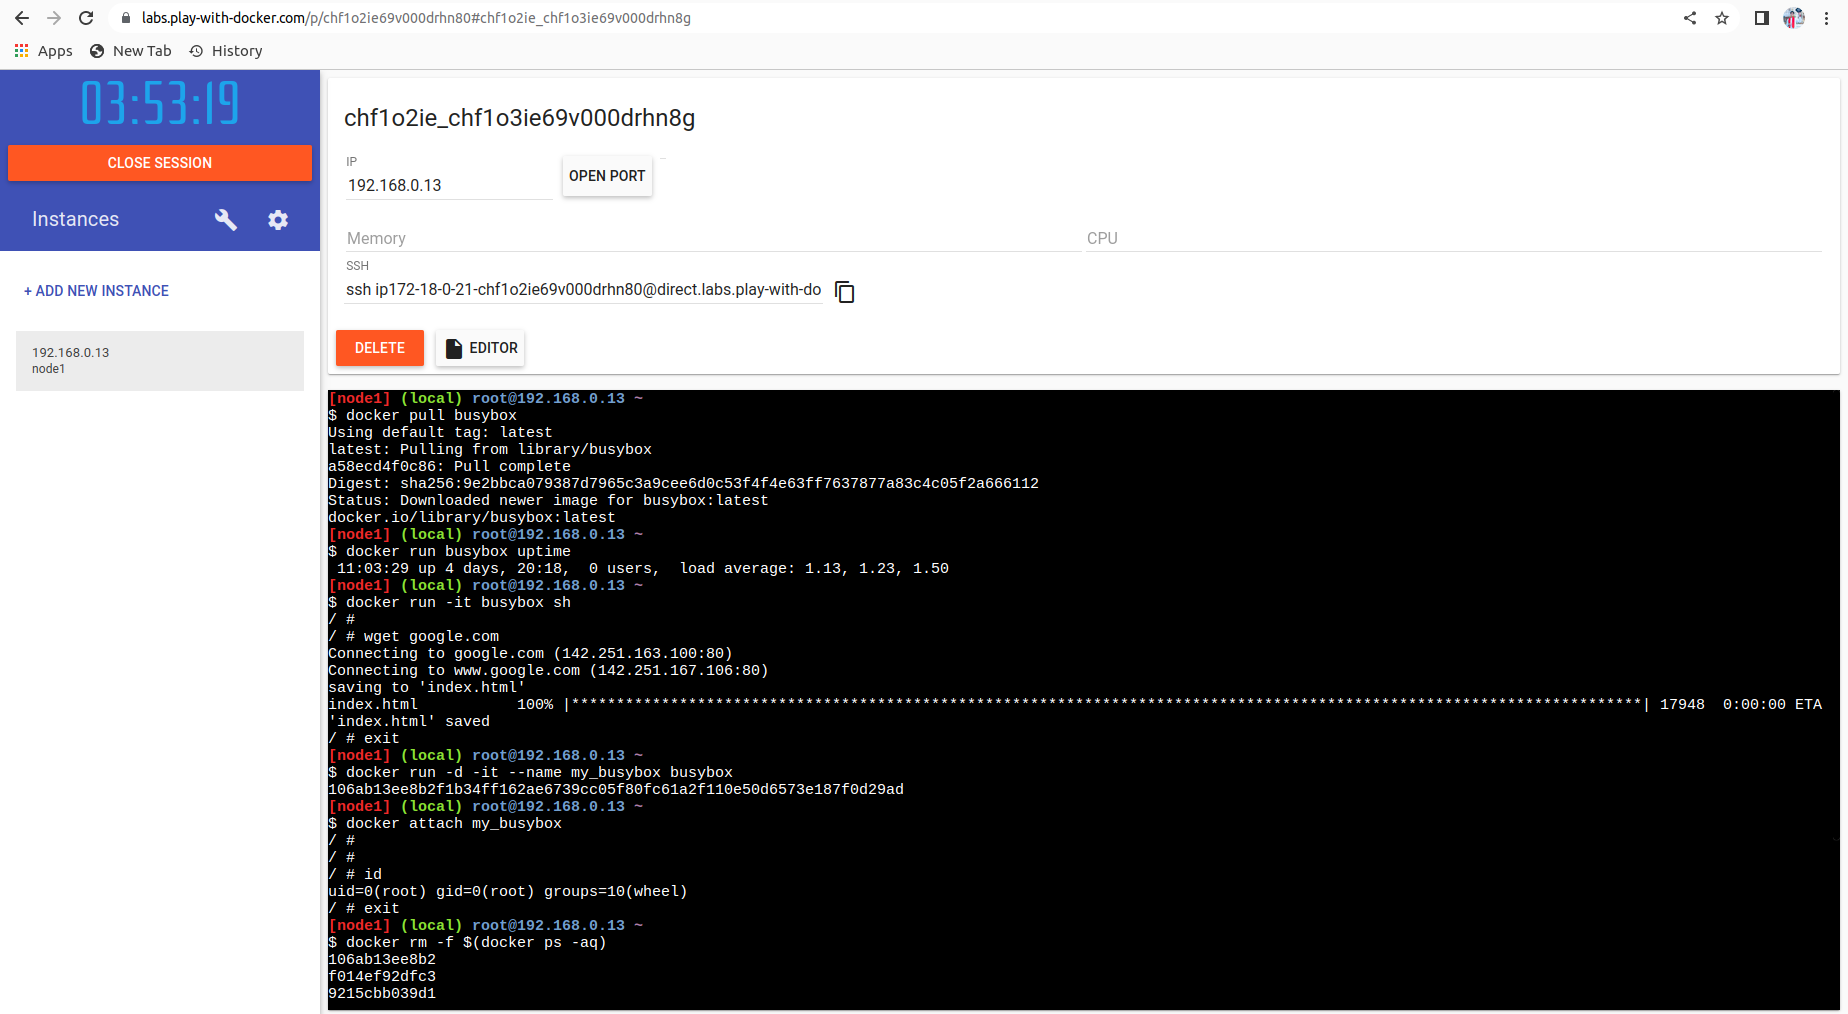 labs.play-with-docker.com/p/chf1o2ie69v000drhn80#chf1o2ie_chf1o3ie69v000drhn8g
Apps New Tab History
03:53:19
CLOSE SESSION
Instances
+ ADD NEW INSTANCE
192.168.0.13
node1
chf1o2ie_chf1o3ie69v000drhn8g
IP
192.168.0.13
OPEN PORT
Memory CPU
SSH
ssh ip172-18-0-21-chf1o2ie69v000drhn80@direct.labs.play-with-do
DELETE EDITOR
[node1] (local) root@192.168.0.13 ~
$ docker pull busybox
Using default tag: latest
latest: Pulling from library/busybox
a58ecd4f0c86: Pull complete
Digest: sha256:9e2bbca079387d7965c3a9cee6d0c53f4f4e63ff7637877a83c4c05f2a666112
Status: Downloaded newer image for busybox:latest
docker.io/library/busybox:latest
[node1] (local) root@192.168.0.13 ~
$ docker run busybox uptime
11:03:29 up 4 days, 20:18,  0 users,  load average: 1.13, 1.23, 1.50
[node1] (local) root@192.168.0.13 ~
$ docker run -it busybox sh
/ #
/ # wget google.com
Connecting to google.com (142.251.163.100:80)
Connecting to www.google.com (142.251.167.106:80)
saving to 'index.html'
index.html           100% |***********************************************************************************************************************| 17948  0:00:00 ETA
'index.html' saved
/ # exit
[node1] (local) root@192.168.0.13 ~
$ docker run -d -it --name my_busybox busybox
106ab13ee8b2f1b34ff162ae6739cc05f80fc61a2f110e50d6573e187f0d29ad
[node1] (local) root@192.168.0.13 ~
$ docker attach my_busybox
/ #
/ #
/ # id
uid=0(root) gid=0(root) groups=10(wheel)
/ # exit
[node1] (local) root@192.168.0.13 ~
$ docker rm -f $(docker ps -aq)
106ab13ee8b2
f014ef92dfc3
9215cbb039d1